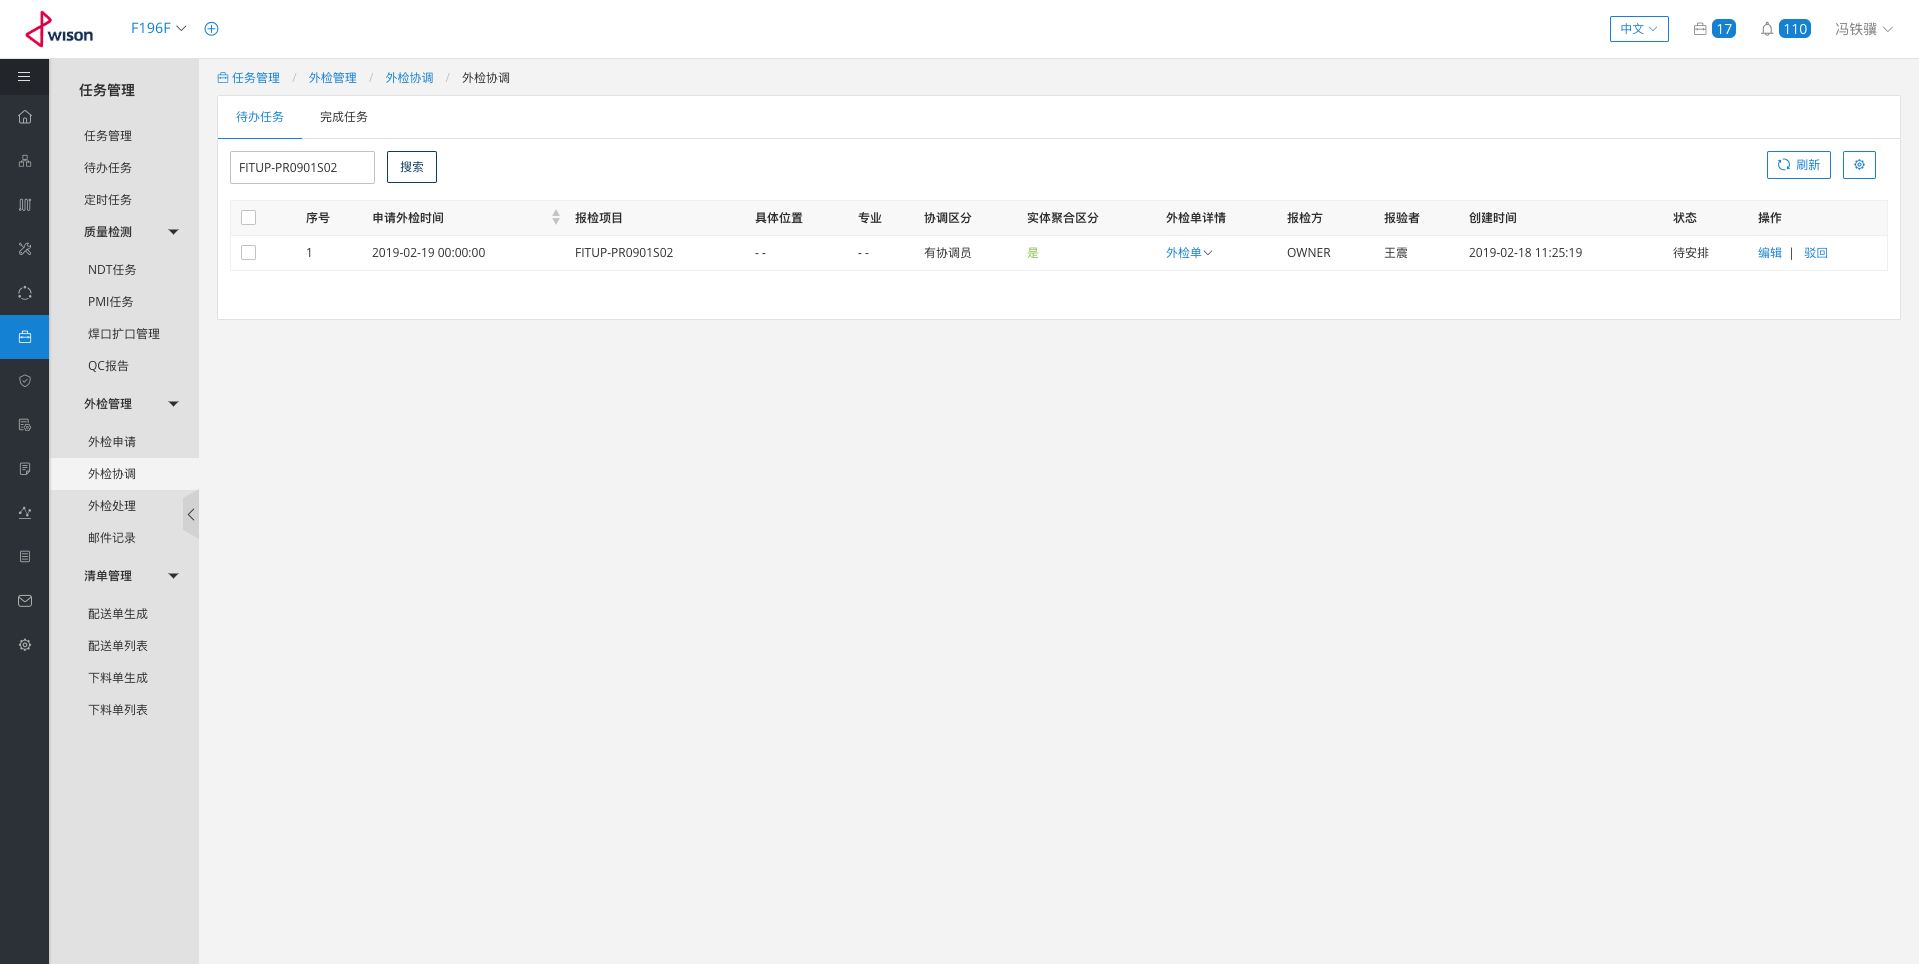 wison
F196F
中文
17
110
冯铁骥
任务管理
任务管理
待办任务
定时任务
质量检测
NDT任务
PMI任务
焊口扩口管理
QC报告
外检管理
外检申请
外检协调
外检处理
邮件记录
清单管理
配送单生成
配送单列表
下料单生成
下料单列表
任务管理 / 外检管理 / 外检协调 / 外检协调
待办任务 完成任务
FITUP-PR0901S02 搜索 刷新
序号 申请外检时间 报检项目 具体位置 专业 协调区分 实体聚合区分 外检单详情 报检方 报验者 创建时间 状态 操作
1 2019-02-19 00:00:00 FITUP-PR0901S02 - - - - 有协调员 是 外检单 OWNER 王震 2019-02-18 11:25:19 待安排 编辑 | 驳回